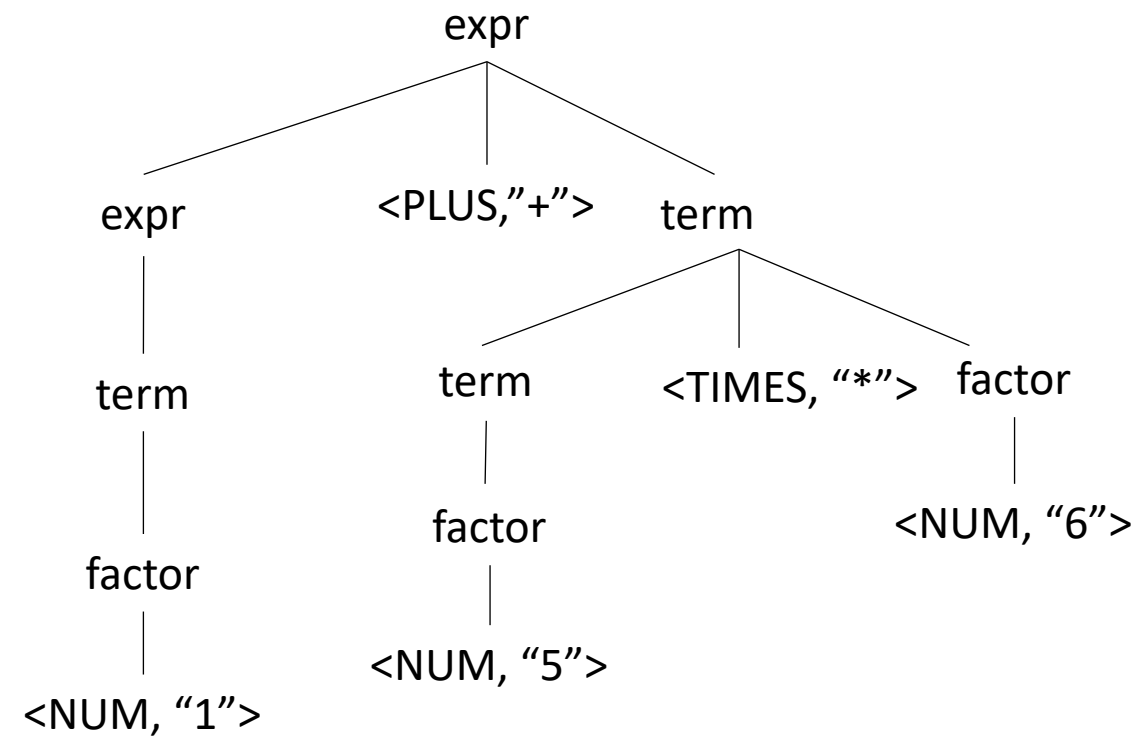 expr
expr <PLUS,”+”> term
term term <TIMES, “*”> factor
factor factor <NUM, “6”>
<NUM, “1”> <NUM, “5”>